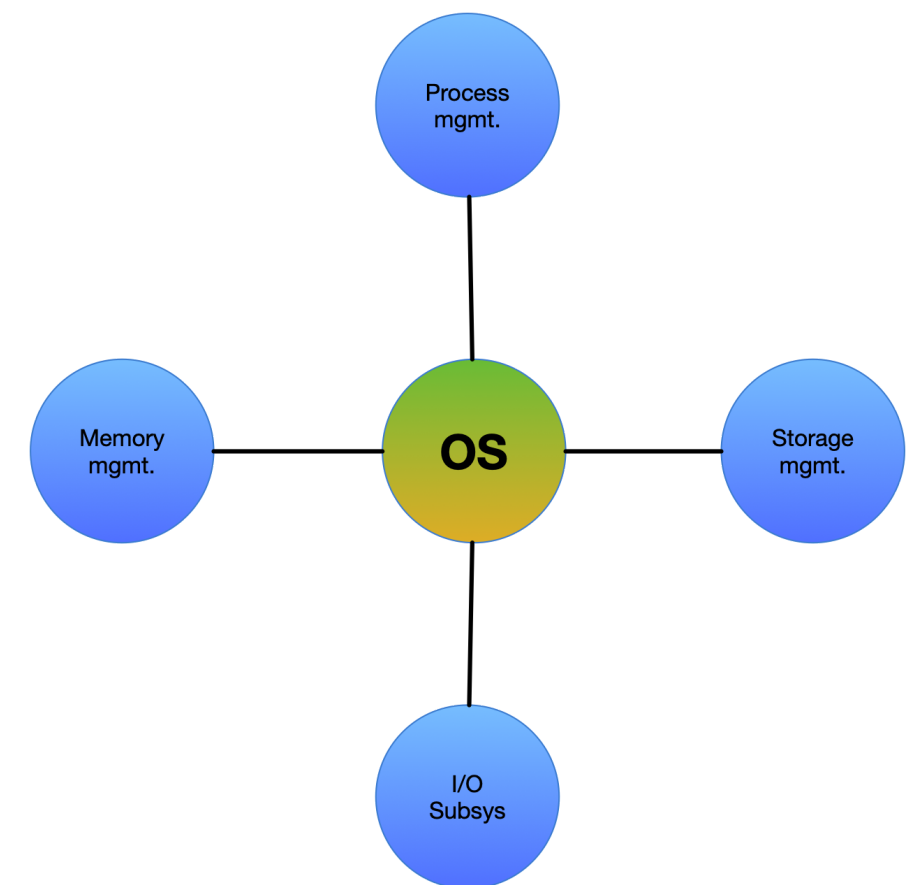 Process
mgmt.
Memory
mgmt.
OS
Storage
mgmt.
I/O
Subsys